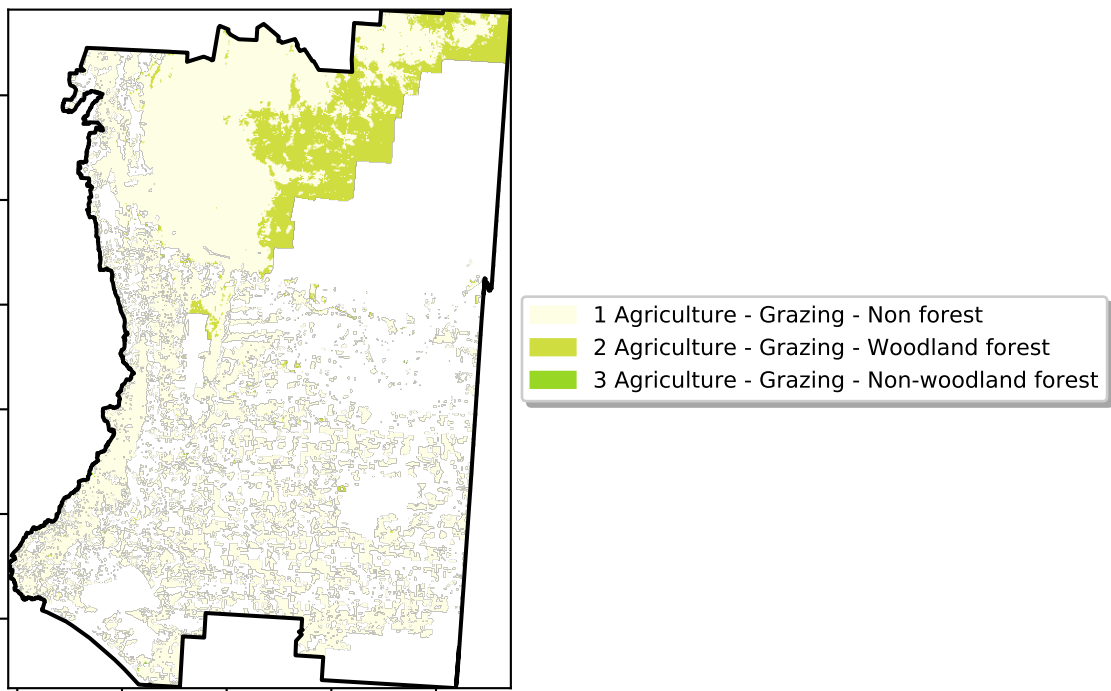 1 Agriculture - Grazing - Non forest
2 Agriculture - Grazing - Woodland forest
3 Agriculture - Grazing - Non-woodland forest